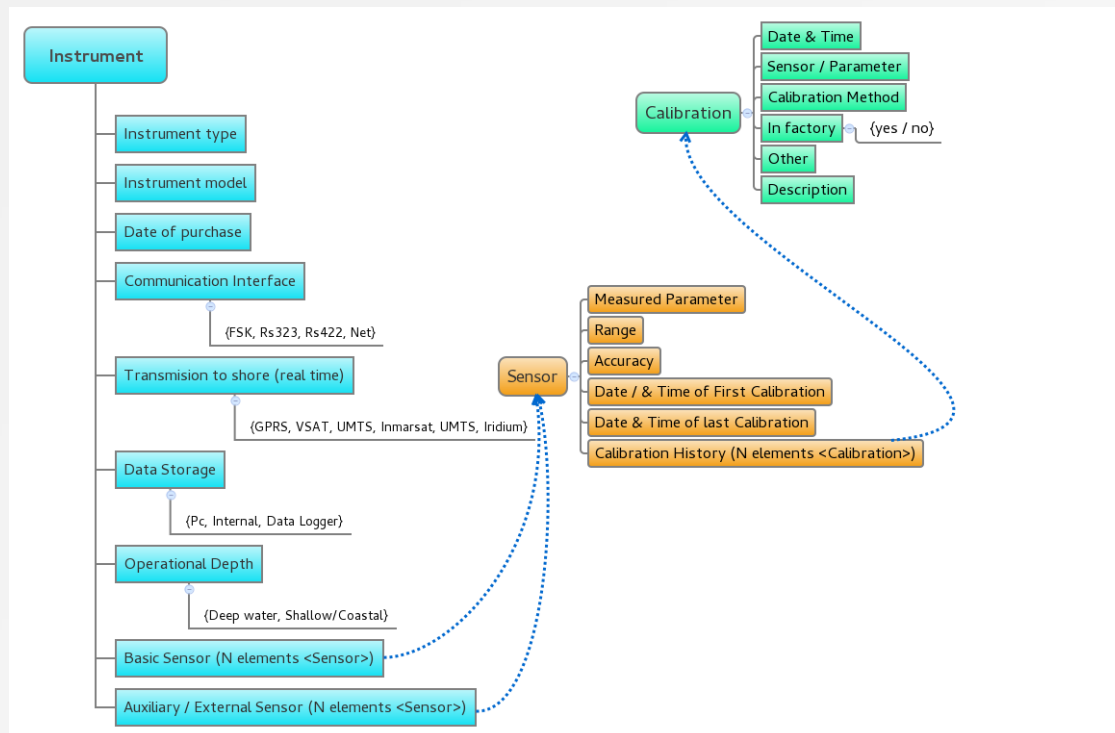 Instrument
Instrument type
Instrument model
Date of purchase
Communication Interface
{FSK, Rs323, Rs422, Net}
Transmision to shore (real time)
{GPRS, VSAT, UMTS, Inmarsat, UMTS, Iridium}
Data Storage
{Pc, Internal, Data Logger}
Operational Depth
{Deep water, Shallow/Coastal}
Basic Sensor (N elements <Sensor>)
Auxiliary / External Sensor (N elements <Sensor>)
Sensor
Measured Parameter
Range
Accuracy
Date / & Time of First Calibration
Date & Time of last Calibration
Calibration History (N elements <Calibration>)
Calibration
Date & Time
Sensor / Parameter
Calibration Method
In factory
{yes / no}
Other
Description